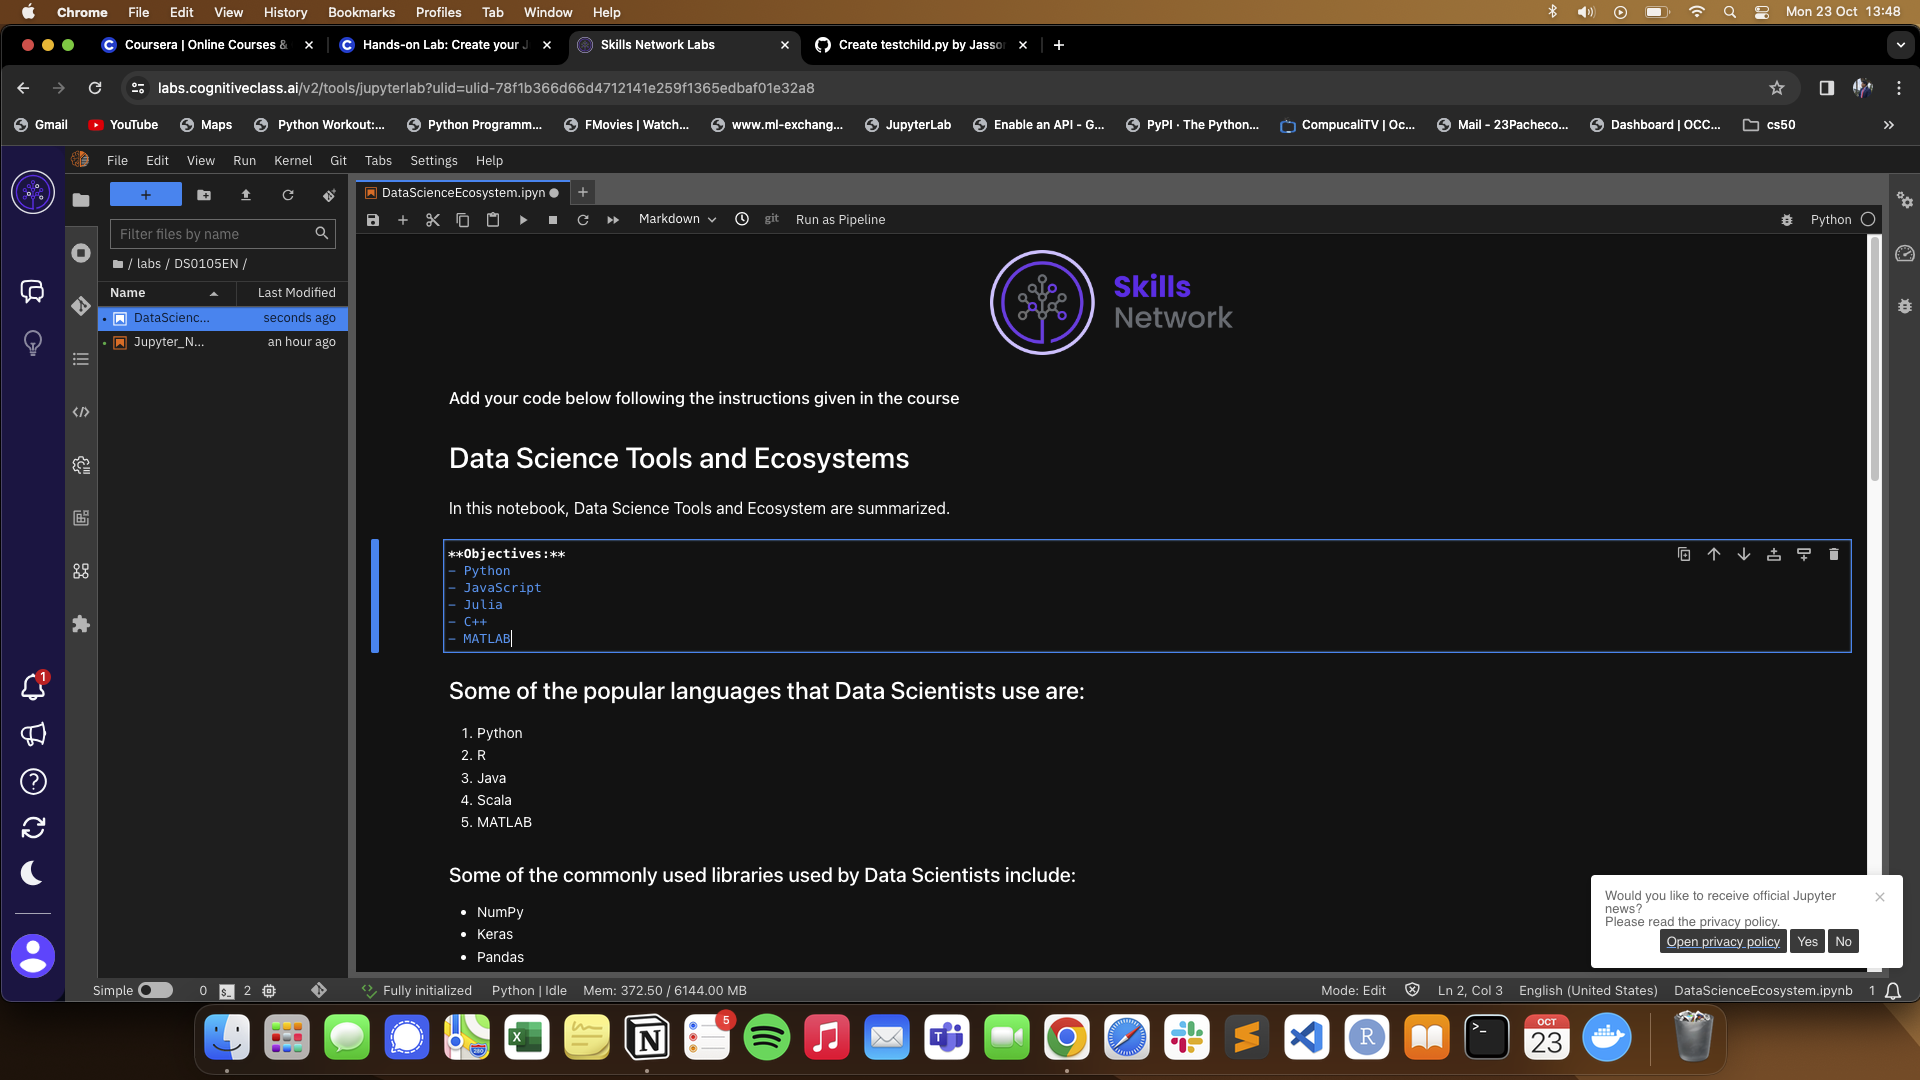 Chrome File Edit View History Bookmarks Profiles Tab Window Help Mon 23 Oct 13:48
Coursera | Online Courses & Hands-on Lab: Create your J Skills Network Labs Create testchild.py by Jasson
labs.cognitiveclass.ai/v2/tools/jupyterlab?ulid=ulid-78f1b366d66d4712141e259f1365edbaf01e32a8
Gmail YouTube Maps Python Workout:... Python Programm... FMovies | Watch... www.ml-exchang... JupyterLab Enable an API - G... PyPI · The Python... CompucaliTV | Oc... Mail - 23Pacheco... Dashboard | OCC... cs50 »
File Edit View Run Kernel Git Tabs Settings Help
DataScienceEcosystem.ipyn
Markdown git Run as Pipeline Python
Filter files by name
/ labs / DS0105EN /
Name Last Modified
DataScienc... seconds ago
Jupyter_N... an hour ago
Skills
Network
Add your code below following the instructions given in the course
Data Science Tools and Ecosystems
In this notebook, Data Science Tools and Ecosystem are summarized.
**Objectives:**
- Python
- JavaScript
- Julia
- C++
- MATLAB
Some of the popular languages that Data Scientists use are:
1. Python
2. R
3. Java
4. Scala
5. MATLAB
Some of the commonly used libraries used by Data Scientists include:
• NumPy
• Keras
• Pandas
1
Would you like to receive official Jupyter
news?
Please read the privacy policy.
Open privacy policy Yes No
Simple 0 $_ 2 Fully initialized Python | Idle Mem: 372.50 / 6144.00 MB Mode: Edit Ln 2, Col 3 English (United States) DataScienceEcosystem.ipynb 1
5
OCT
23